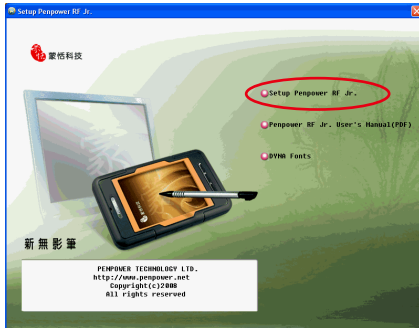 Setup Penpower RF Jr.
蒙恬科技
Setup Penpower RF Jr.
Penpower RF Jr. User's Manual(PDF)
DYNA Fonts
新無影筆
PENPOWER TECHNOLOGY LTD.
http://www.penpower.net
Copyright(c)2008
All rights reserved